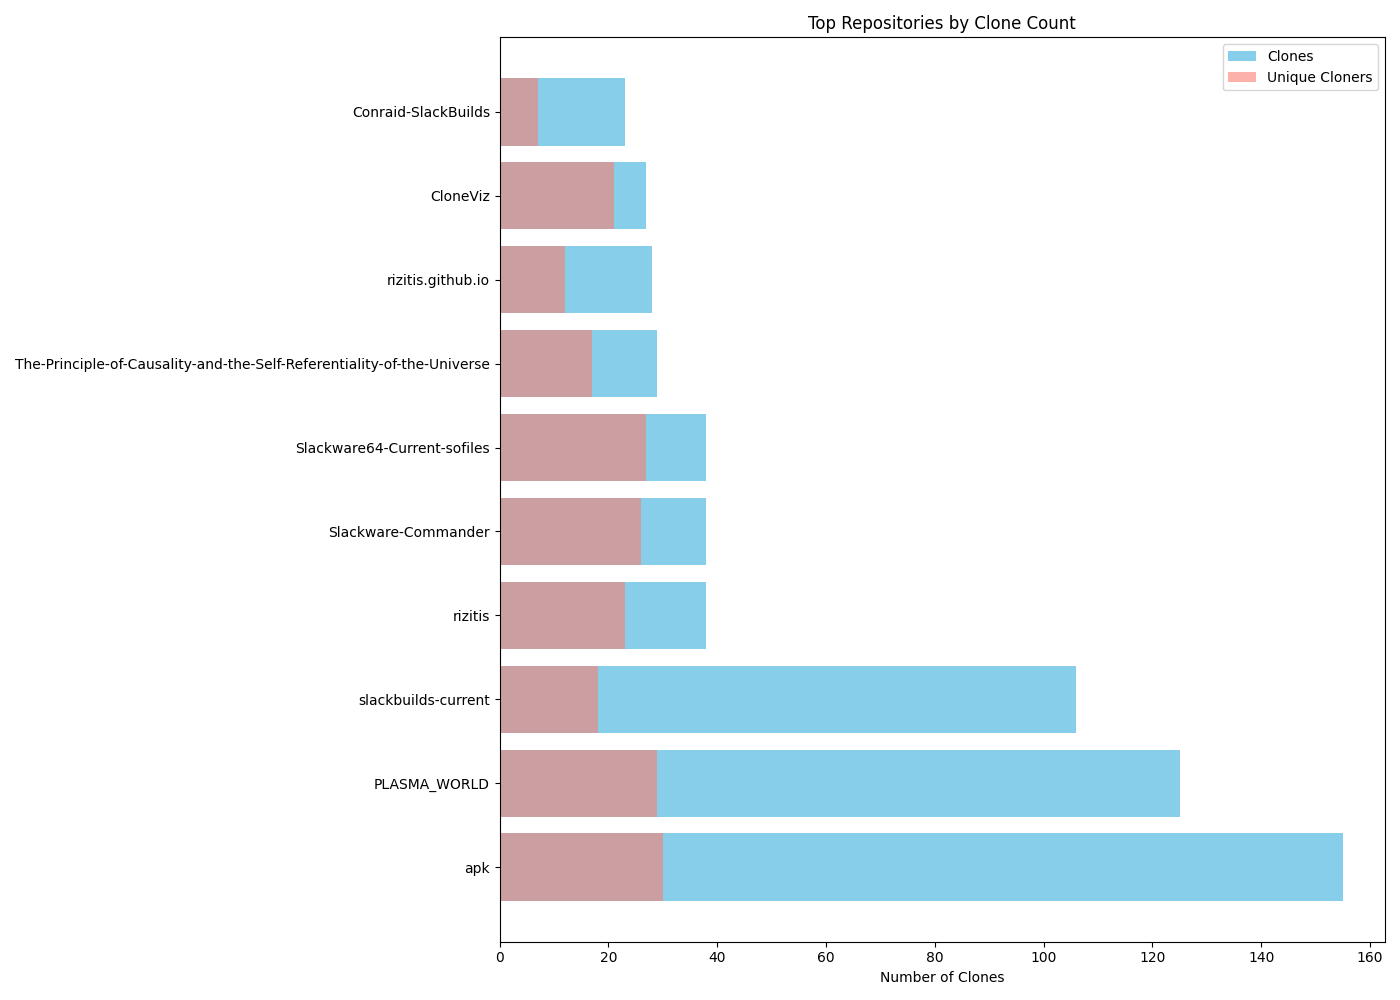 Top Repositories by Clone Count
Clones
Unique Cloners
Conraid-SlackBuilds
CloneViz
rizitis.github.io
The-Principle-of-Causality-and-the-Self-Referentiality-of-the-Universe
Slackware64-Current-sofiles
Slackware-Commander
rizitis
slackbuilds-current
PLASMA_WORLD
apk
0 20 40 60 80 100 120 140 160
Number of Clones